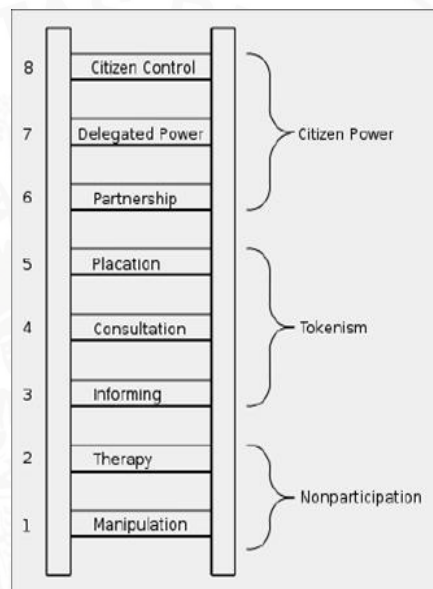 8 Citizen Control
7 Delegated Power
Citizen Power
6 Partnership
5 Placation
4 Consultation
Tokenism
3 Informing
2 Therapy
Nonparticipation
1 Manipulation